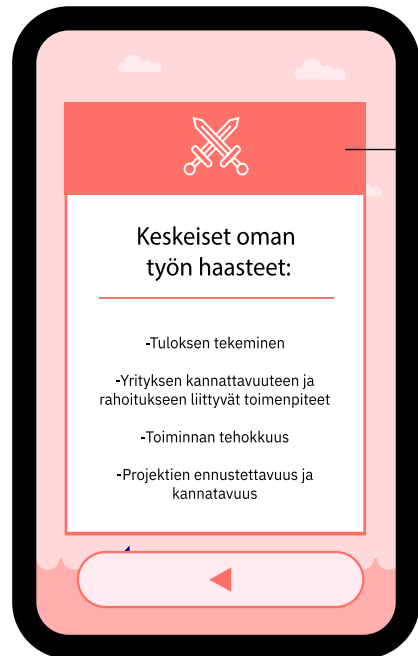 Keskeiset oman
työn haasteet:
-Tuloksen tekeminen
-Yrityksen kannattavuuteen ja
rahoitukseen liittyvät toimenpiteet
-Toiminnan tehokkuus
-Projektien ennustettavuus ja
kannatavuus